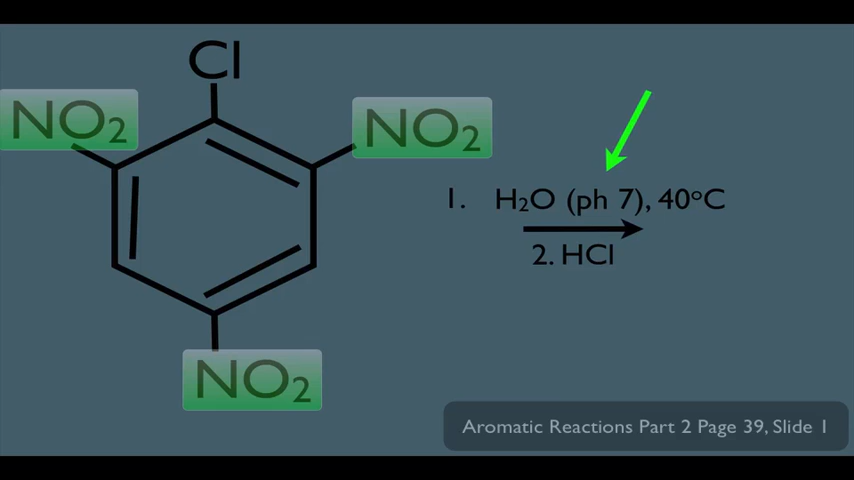 Cl
NO₂
NO₂
1. H₂O (ph 7), 40°C
2. HCl
NO₂
Aromatic Reactions Part 2 Page 39, Slide 1